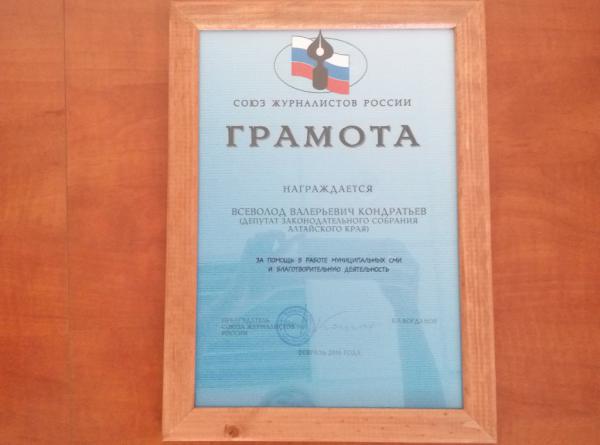 СОЮЗ ЖУРНАЛИСТОВ РОССИИ
ГРАМОТА
НАГРАЖДАЕТСЯ
ВСЕВОЛОД ВАЛЕРЬЕВИЧ КОНДРАТЬЕВ
(ДЕПУТАТ ЗАКОНОДАТЕЛЬНОГО СОБРАНИЯ
АЛТАЙСКОГО КРАЯ)
ЗА ПОМОЩЬ В РАБОТЕ МУНИЦИПАЛЬНЫХ СМИ
И БЛАГОТВОРИТЕЛЬНУЮ ДЕЯТЕЛЬНОСТЬ
ПРЕДСЕДАТЕЛЬ
СОЮЗА ЖУРНАЛИСТОВ
РОССИИ
БОГДАНОВ
ФЕВРАЛЬ 2016 ГОДА